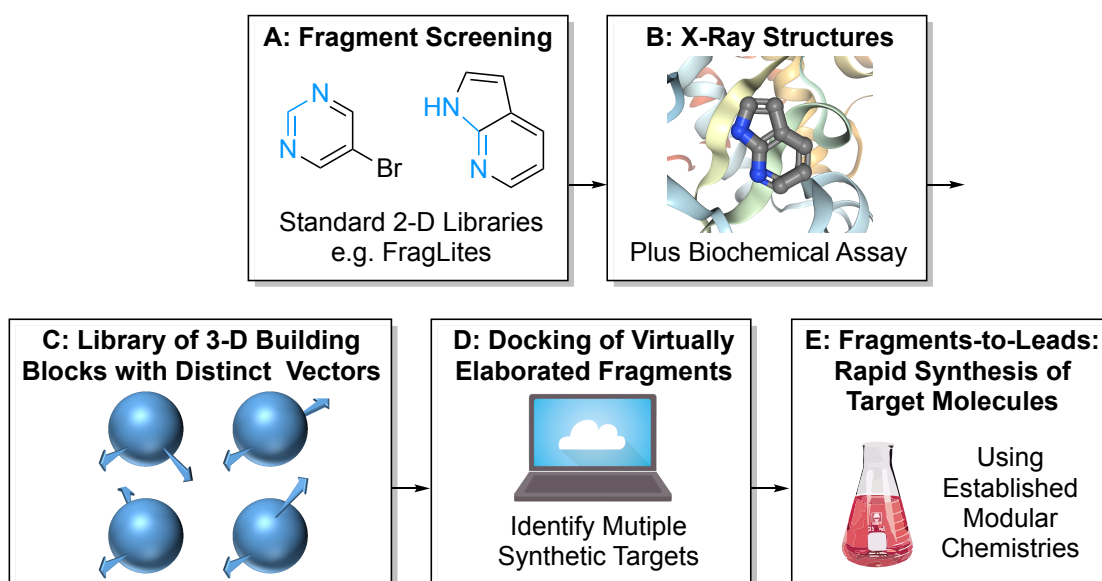 A: Fragment Screening
N
N
Br
HN
N
Standard 2-D Libraries
e.g. FragLites
B: X-Ray Structures
Plus Biochemical Assay
C: Library of 3-D Building
Blocks with Distinct Vectors
D: Docking of Virtually
Elaborated Fragments
Identify Mutiple
Synthetic Targets
E: Fragments-to-Leads:
Rapid Synthesis of
Target Molecules
Using
Established
Modular
Chemistries